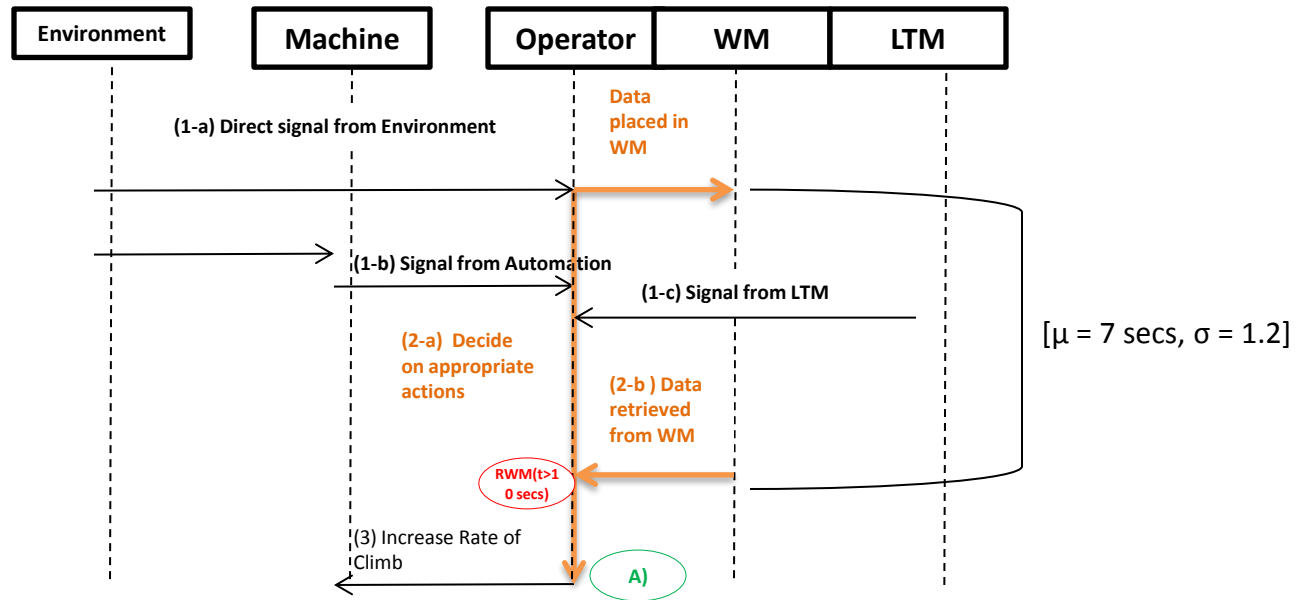 Environment
Machine
Operator
WM
LTM
Data
placed in
WM
(1-a) Direct signal from Environment
(1-b) Signal from Automation
(1-c) Signal from LTM
[μ = 7 secs, σ = 1.2]
(2-a) Decide
on appropriate
actions
(2-b ) Data
retrieved
from WM
RWM(t>1
0 secs)
(3) Increase Rate of
Climb
A)